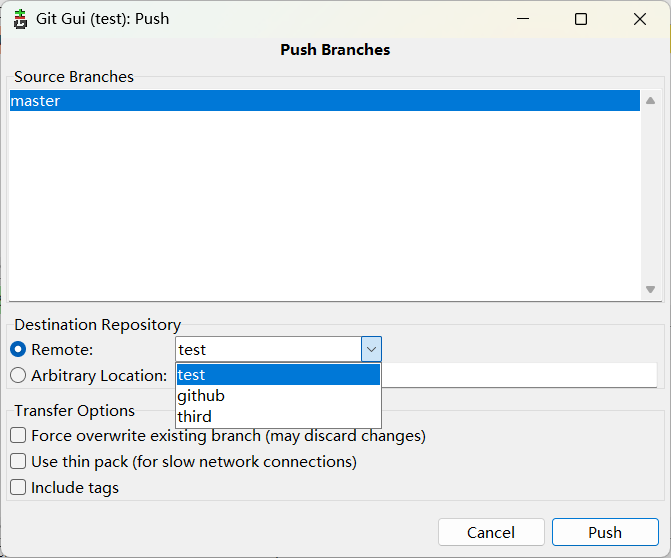 Git Gui (test): Push
Push Branches
Source Branches
master
Destination Repository
Remote:
test
Arbitrary Location:
test
github
third
Transfer Options
Force overwrite existing branch (may discard changes)
Use thin pack (for slow network connections)
Include tags
Cancel
Push